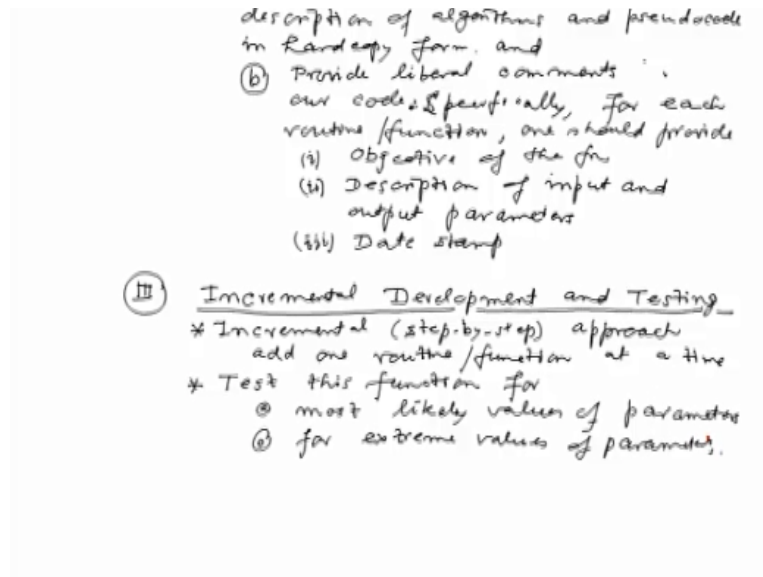 description of algorithms and pseudocode
in Hardcopy form. and
(b) Provide liberal comments
our code. Specifically, for each
routine/function, one should provide
(i) Objective of the fn
(ii) Description of input and
output parameters
(iii) Date stamp
(III) Incremental Development and Testing
* Incremental (step-by-step) approach
add one routine/function at a time
* Test this function for
most likely values of parameters
for extreme values of parameters.